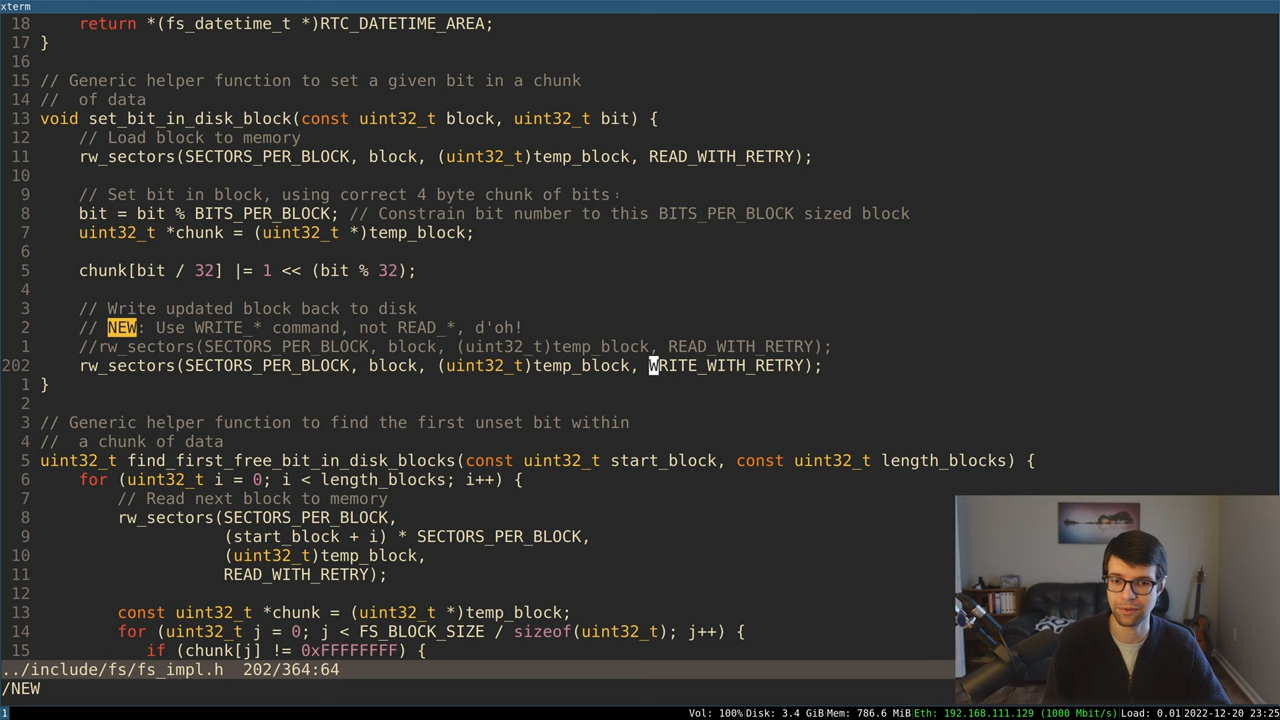 xterm
18 return *(fs_datetime_t *)RTC_DATETIME_AREA;
17 }
16
15 // Generic helper function to set a given bit in a chunk
14 //  of data
13 void set_bit_in_disk_block(const uint32_t block, uint32_t bit) {
12 // Load block to memory
11 rw_sectors(SECTORS_PER_BLOCK, block, (uint32_t)temp_block, READ_WITH_RETRY);
10
9 // Set bit in block, using correct 4 byte chunk of bits
8 bit = bit % BITS_PER_BLOCK; // Constrain bit number to this BITS_PER_BLOCK sized block
7 uint32_t *chunk = (uint32_t *)temp_block;
6
5 chunk[bit / 32] |= 1 << (bit % 32);
4
3 // Write updated block back to disk
2 // NEW: Use WRITE_* command, not READ_*, d'oh!
1 //rw_sectors(SECTORS_PER_BLOCK, block, (uint32_t)temp_block, READ_WITH_RETRY);
202 rw_sectors(SECTORS_PER_BLOCK, block, (uint32_t)temp_block, WRITE_WITH_RETRY);
1 }
2
3 // Generic helper function to find the first unset bit within
4 //  a chunk of data
5 uint32_t find_first_free_bit_in_disk_blocks(const uint32_t start_block, const uint32_t length_blocks) {
6 for (uint32_t i = 0; i < length_blocks; i++) {
7 // Read next block to memory
8 rw_sectors(SECTORS_PER_BLOCK,
9 (start_block + i) * SECTORS_PER_BLOCK,
10 (uint32_t)temp_block,
11 READ_WITH_RETRY);
12
13 const uint32_t *chunk = (uint32_t *)temp_block;
14 for (uint32_t j = 0; j < FS_BLOCK_SIZE / sizeof(uint32_t); j++) {
15 if (chunk[j] != 0xFFFFFFFF) {
../include/fs/fs_impl.h 202/364:64
/NEW
1 Vol: 100% Disk: 3.4 GiB Mem: 786.6 MiB Eth: 192.168.111.129 (1000 Mbit/s) Load: 0.01 2022-12-20 23:25